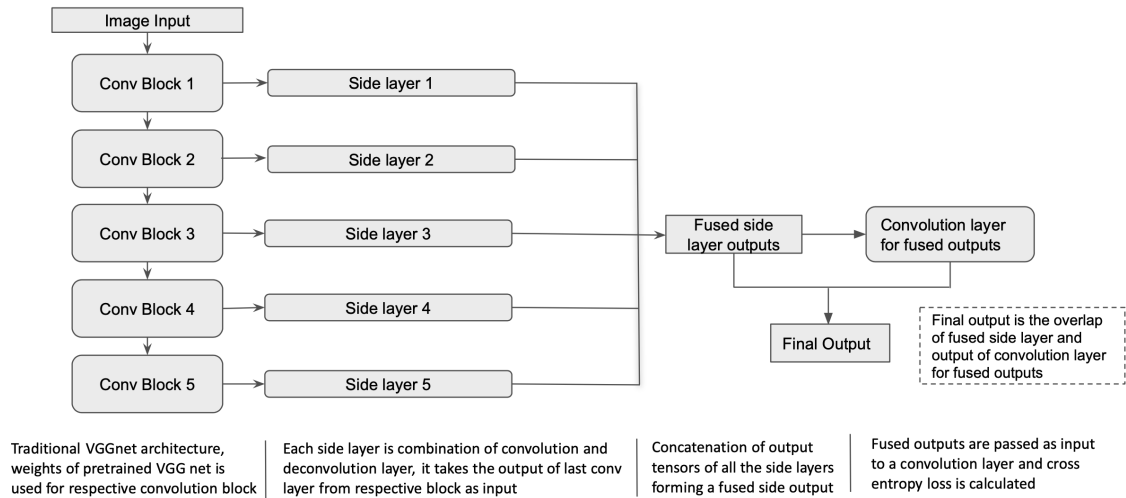 Image Input
Conv Block 1
Side layer 1
Conv Block 2
Side layer 2
Conv Block 3
Side layer 3
Fused side
layer outputs
Convolution layer
for fused outputs
Conv Block 4
Side layer 4
Final Output
Final output is the overlap
of fused side layer and
output of convolution layer
for fused outputs
Conv Block 5
Side layer 5
Traditional VGGnet architecture,
weights of pretrained VGG net is
used for respective convolution block
Each side layer is combination of convolution and
deconvolution layer, it takes the output of last conv
layer from respective block as input
Concatenation of output
tensors of all the side layers
forming a fused side output
Fused outputs are passed as input
to a convolution layer and cross
entropy loss is calculated